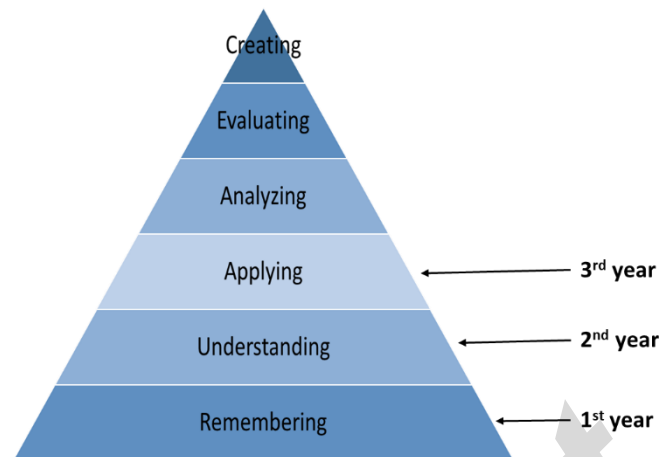 Creating
Evaluating
Analyzing
Applying
3rd year
Understanding
2nd year
Remembering
1st year